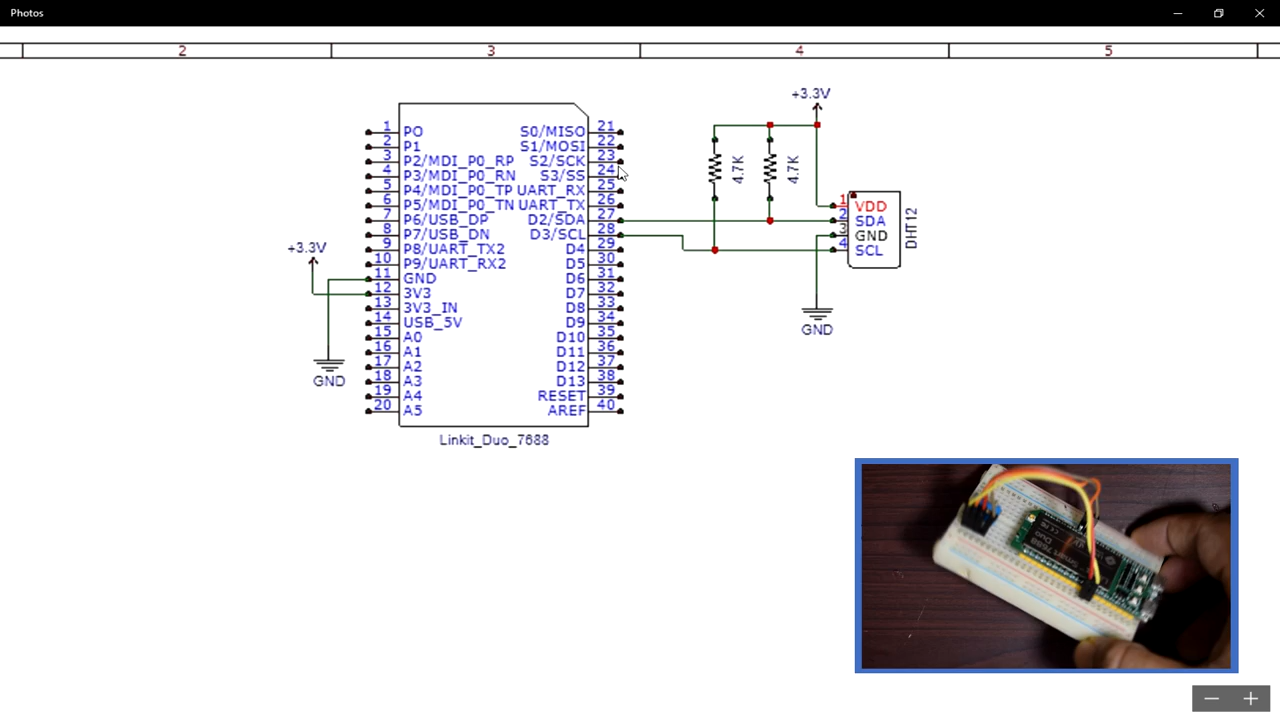 Photos
2 3 4 5
+3.3V
1 PO S0/MISO 21
2 P1 S1/MOSI 22
3 P2/MDI_P0_RP S2/SCK 23
4 P3/MDI_P0_RN S3/SS 24
5 P4/MDI_P0_TP UART_RX 25
6 P5/MDI_P0_TN UART_TX 26
7 P6/USB_DP D2/SDA 27
8 P7/USB_DN D3/SCL 28
9 P8/UART_TX2 D4 29
10 P9/UART_RX2 D5 30
11 GND D6 31
12 3V3 D7 32
13 3V3_IN D8 33
14 USB_5V D9 34
15 A0 D10 35
16 A1 D11 36
17 A2 D12 37
18 A3 D13 38
19 A4 RESET 39
20 A5 AREF 40
+3.3V
GND
Linkit_Duo_7688
4.7K
4.7K
1 VDD
2 SDA
3 GND
4 SCL
DHT12
GND
Smart 7688
Duo